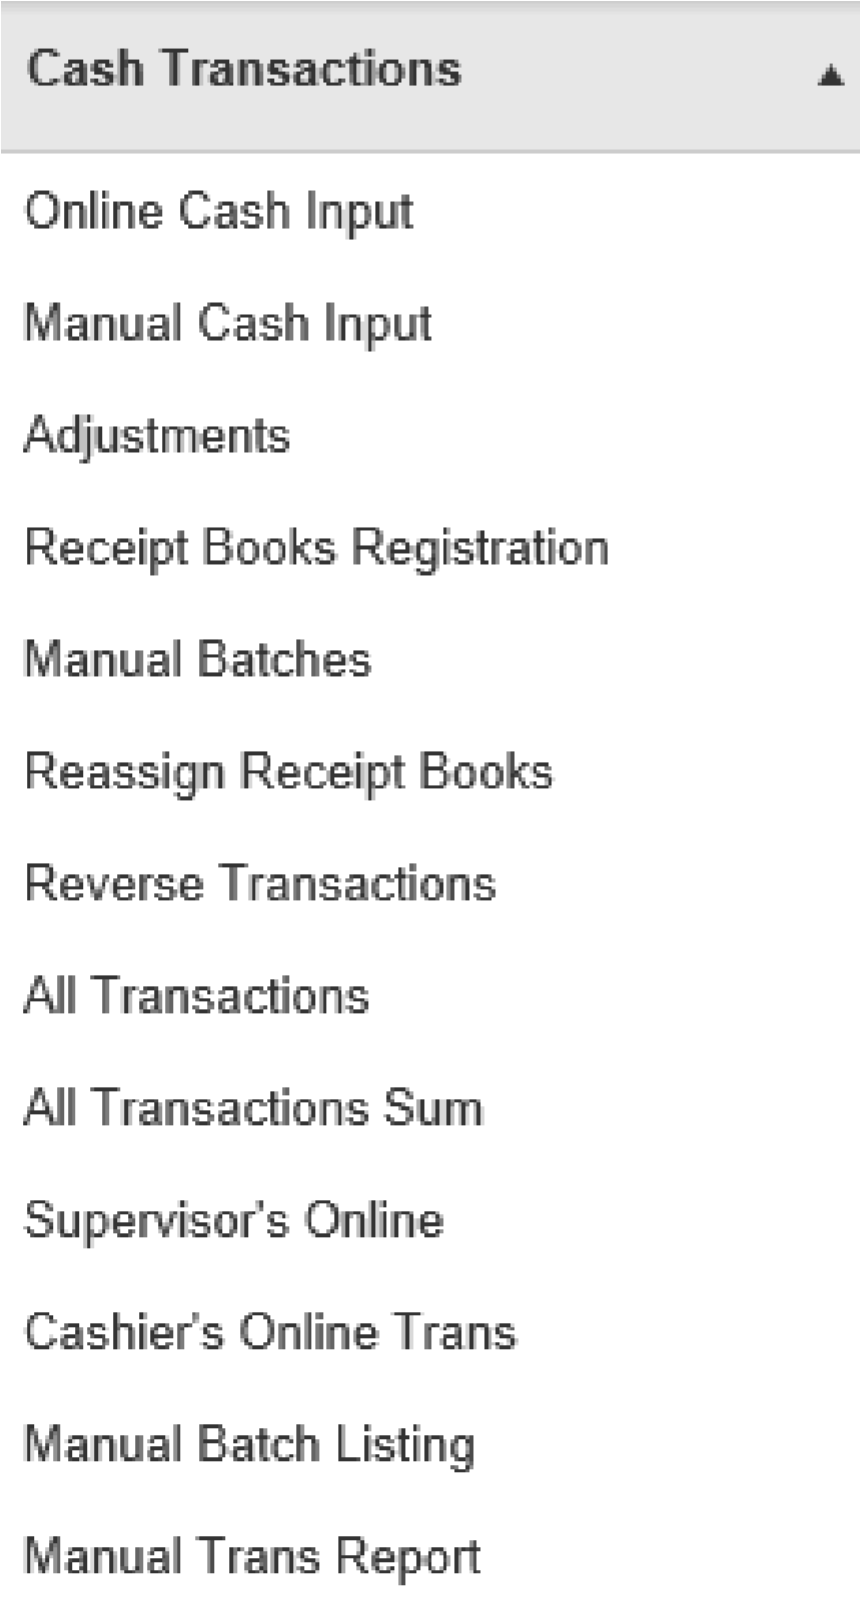 Cash Transactions
Online Cash Input
Manual Cash Input
Adjustments
Receipt Books Registration
Manual Batches
Reassign Receipt Books
Reverse Transactions
All Transactions
All Transactions Sum
Supervisor's Online
Cashier's Online Trans
Manual Batch Listing
Manual Trans Report